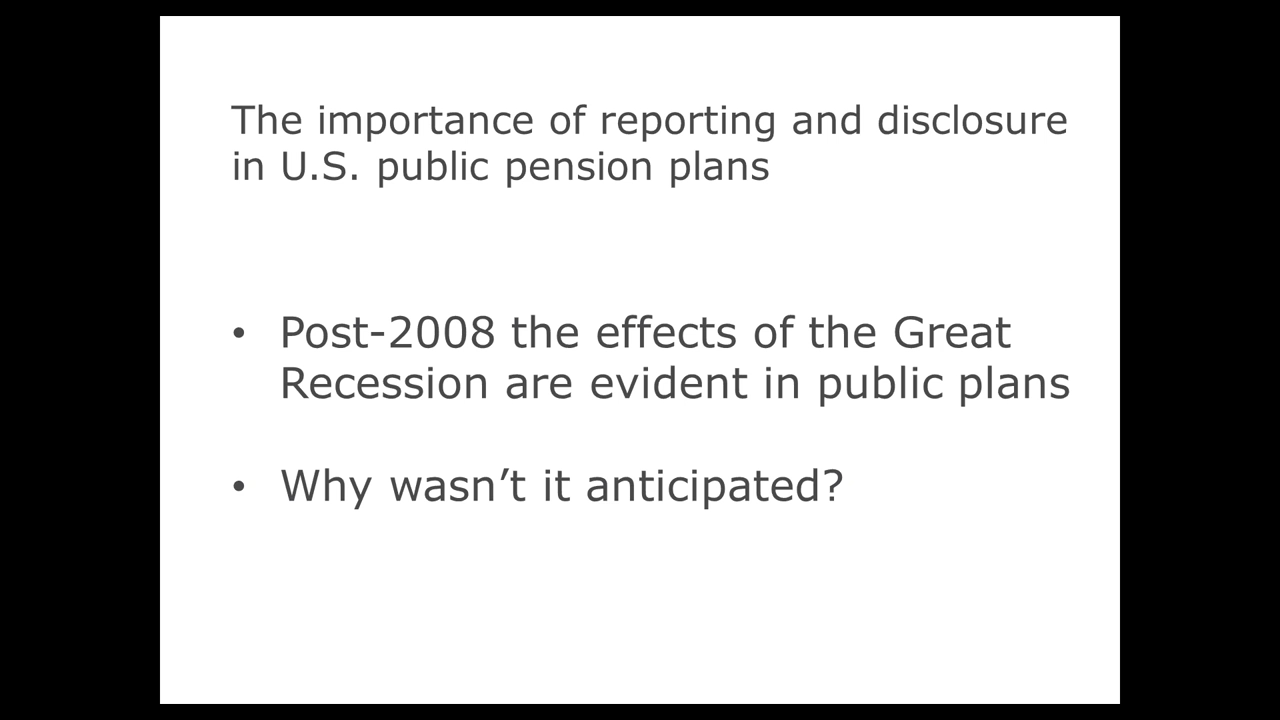 The importance of reporting and disclosure
in U.S. public pension plans
• Post-2008 the effects of the Great
Recession are evident in public plans
• Why wasn’t it anticipated?